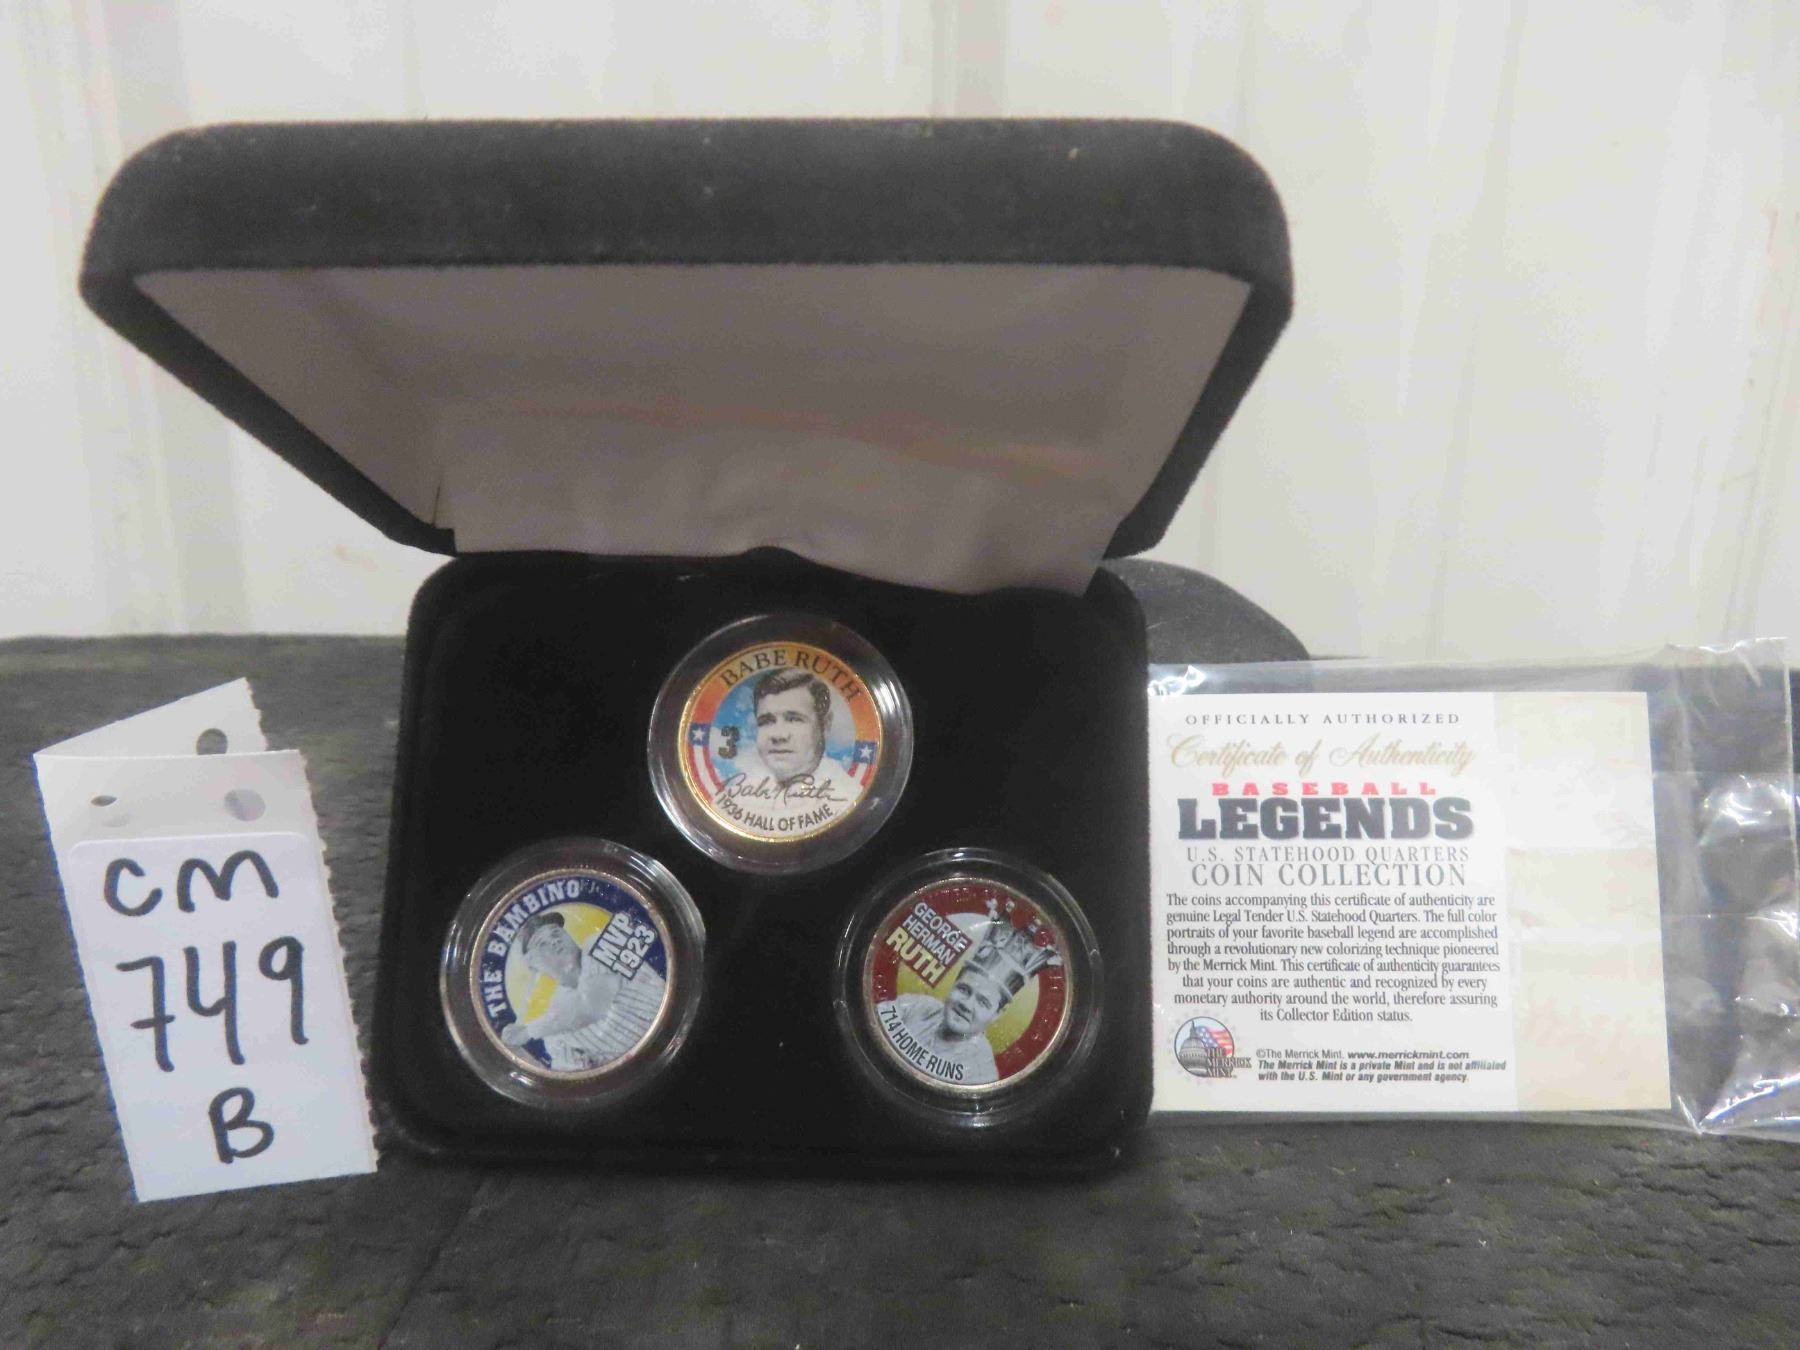 CM
749
B
BABE RUTH
3
Babe Ruth
1936 HALL OF FAME
THE BAMBINO
MVP
1923
GEORGE
HERMAN
RUTH
714 HOME RUNS
OFFICIALLY AUTHORIZED
Certificate of Authenticity
BASEBALL
LEGENDS
U.S. STATEHOOD QUARTERS
COIN COLLECTION
The coins accompanying this certificate of authenticity are
genuine Legal Tender U.S. Statehood Quarters. The full color
portraits of your favorite baseball legend are accomplished
through a revolutionary new colorizing technique pioneered
by the Merrick Mint. This certificate of authenticity guarantees
that your coins are authentic and recognized by every
monetary authority around the world, therefore assuring
its Collector Edition status.
THE
MERRICK
MINT
©The Merrick Mint. www.merrickmint.com
The Merrick Mint is a private Mint and is not affiliated
with the U.S. Mint or any government agency.